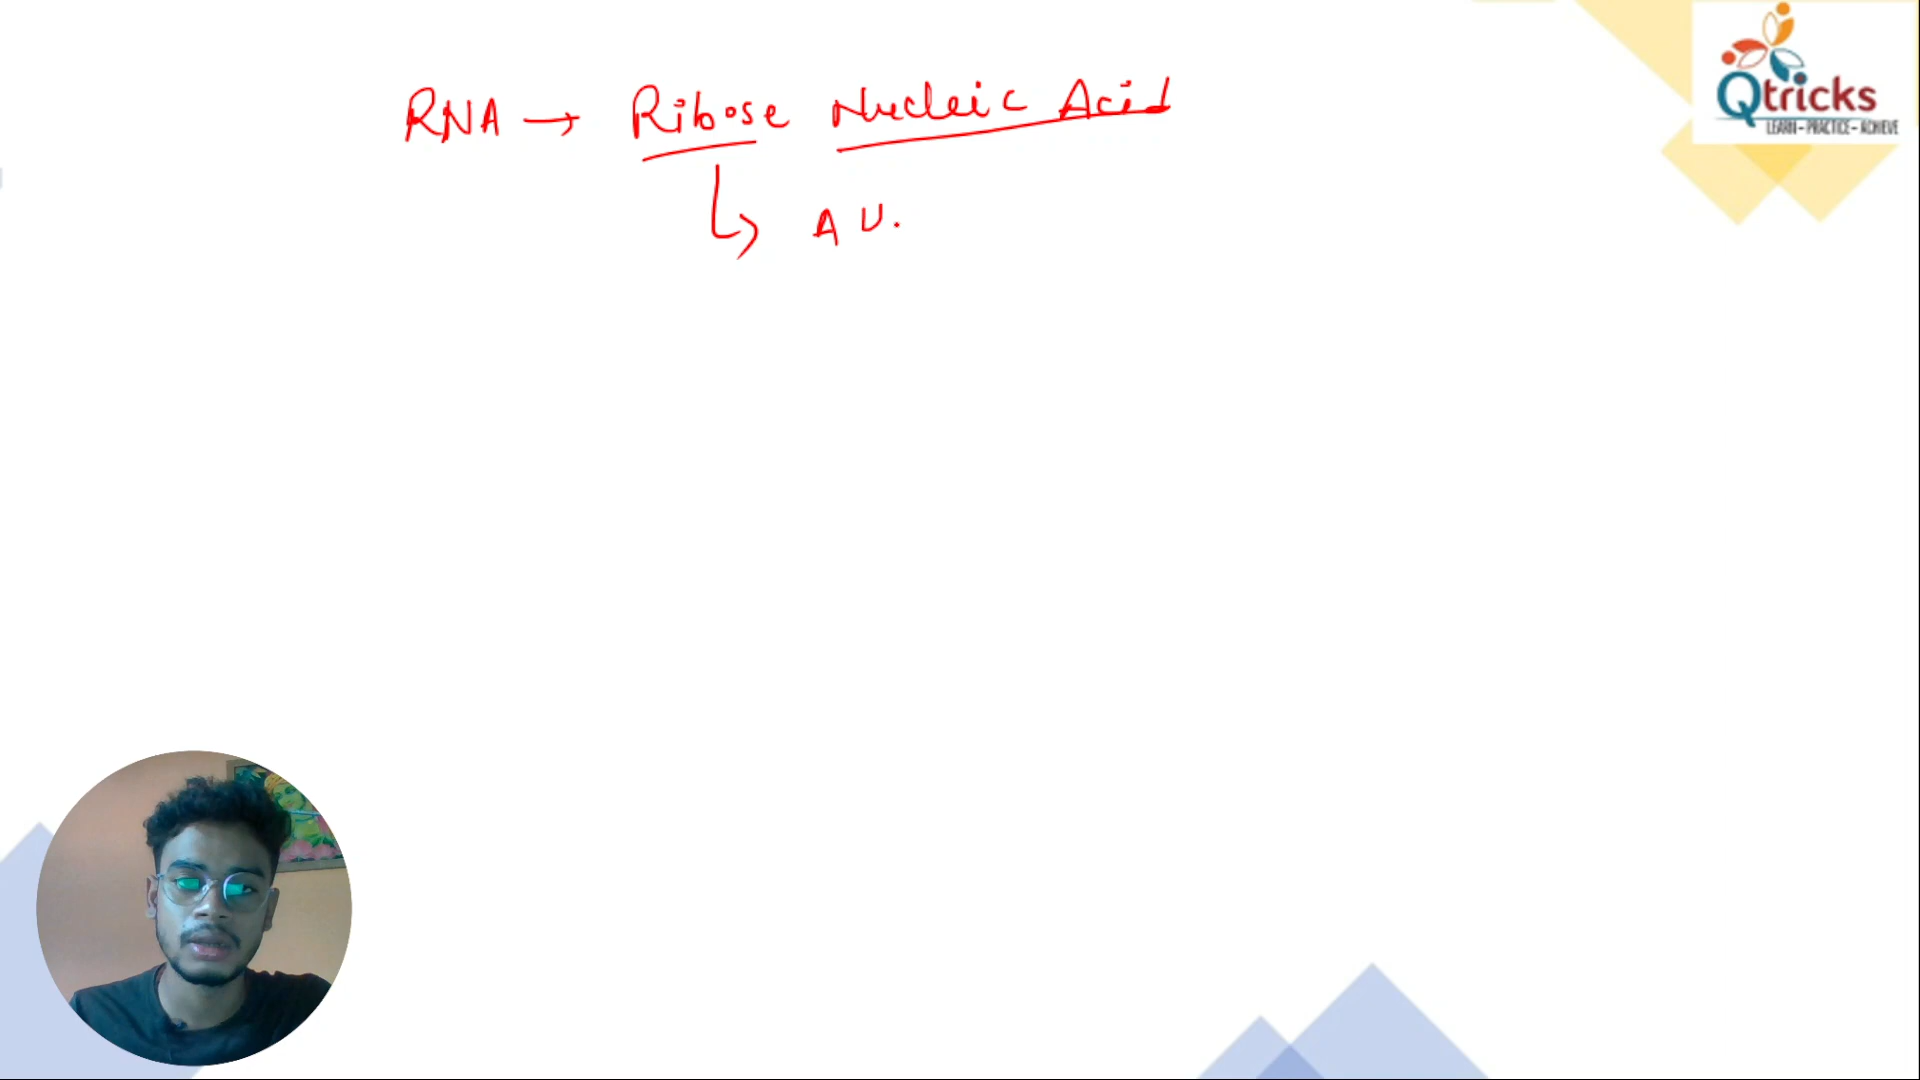 RNA → Ribose Nucleic Acid
A U.
Qtricks
LEARN - PRACTICE - ACHIEVE